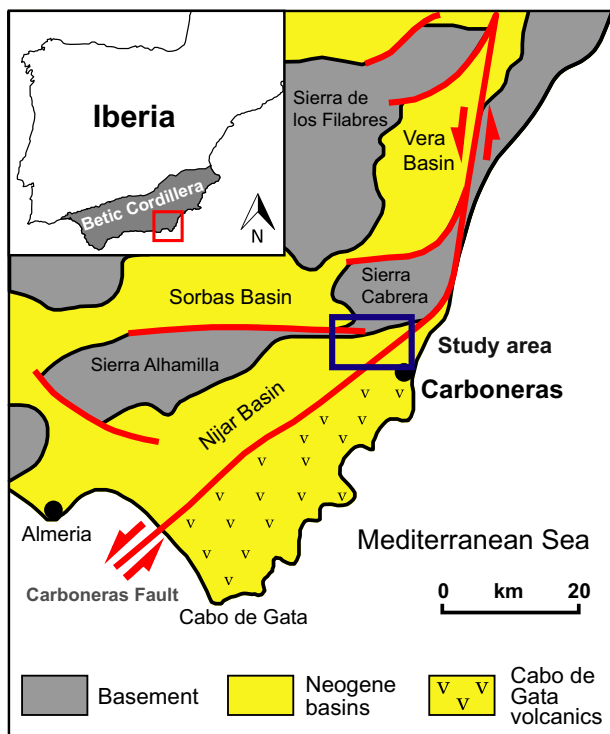 Iberia
Betic Cordillera
N
Sierra de
los Filabres
Vera
Basin
Sierra
Cabrera
Sorbas Basin
Sierra Alhamilla
Study area
Carboneras
Nijar Basin
v v
v v v
v v
v v v
v v v
v v
v
Almeria
Mediterranean Sea
Carboneras Fault
Cabo de Gata
0 km 20
Basement
Neogene
basins
v v
v
Cabo de
Gata
volcanics